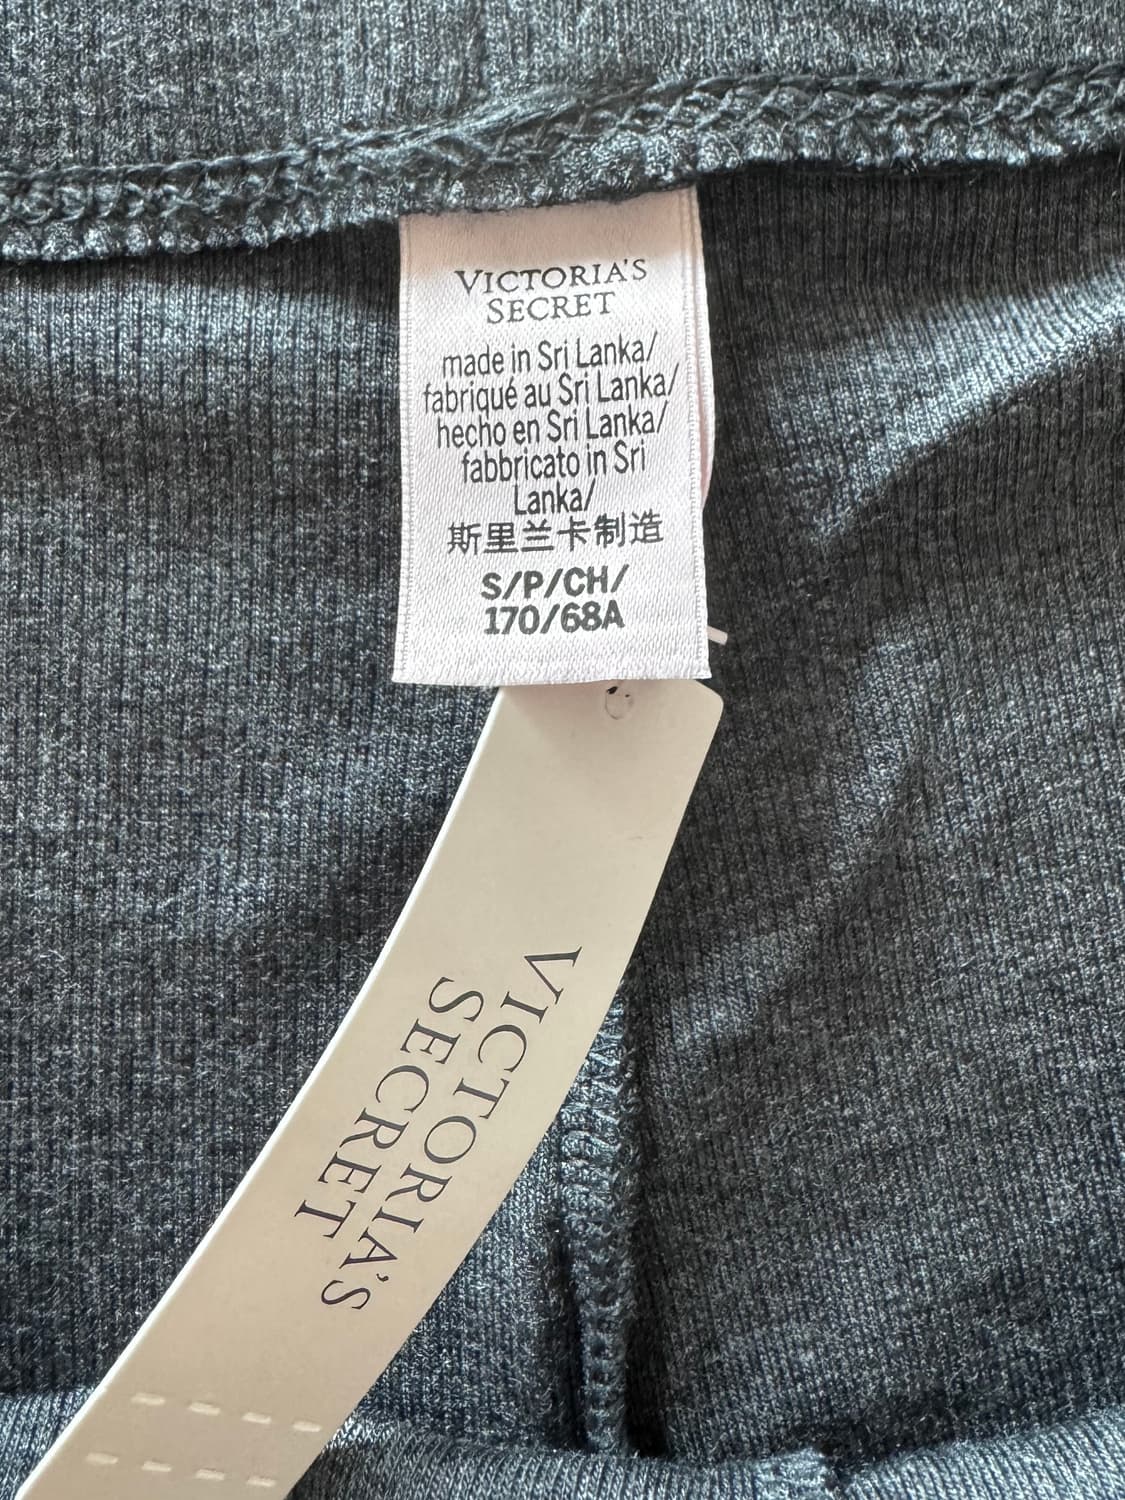 VICTORIA'S
SECRET
made in Sri Lanka/
fabriqué au Sri Lanka/
hecho en Sri Lanka/
fabbricato in Sri
Lanka/
斯里兰卡制造
S/P/CH/
170/68A
VICTORIA'S
SECRET